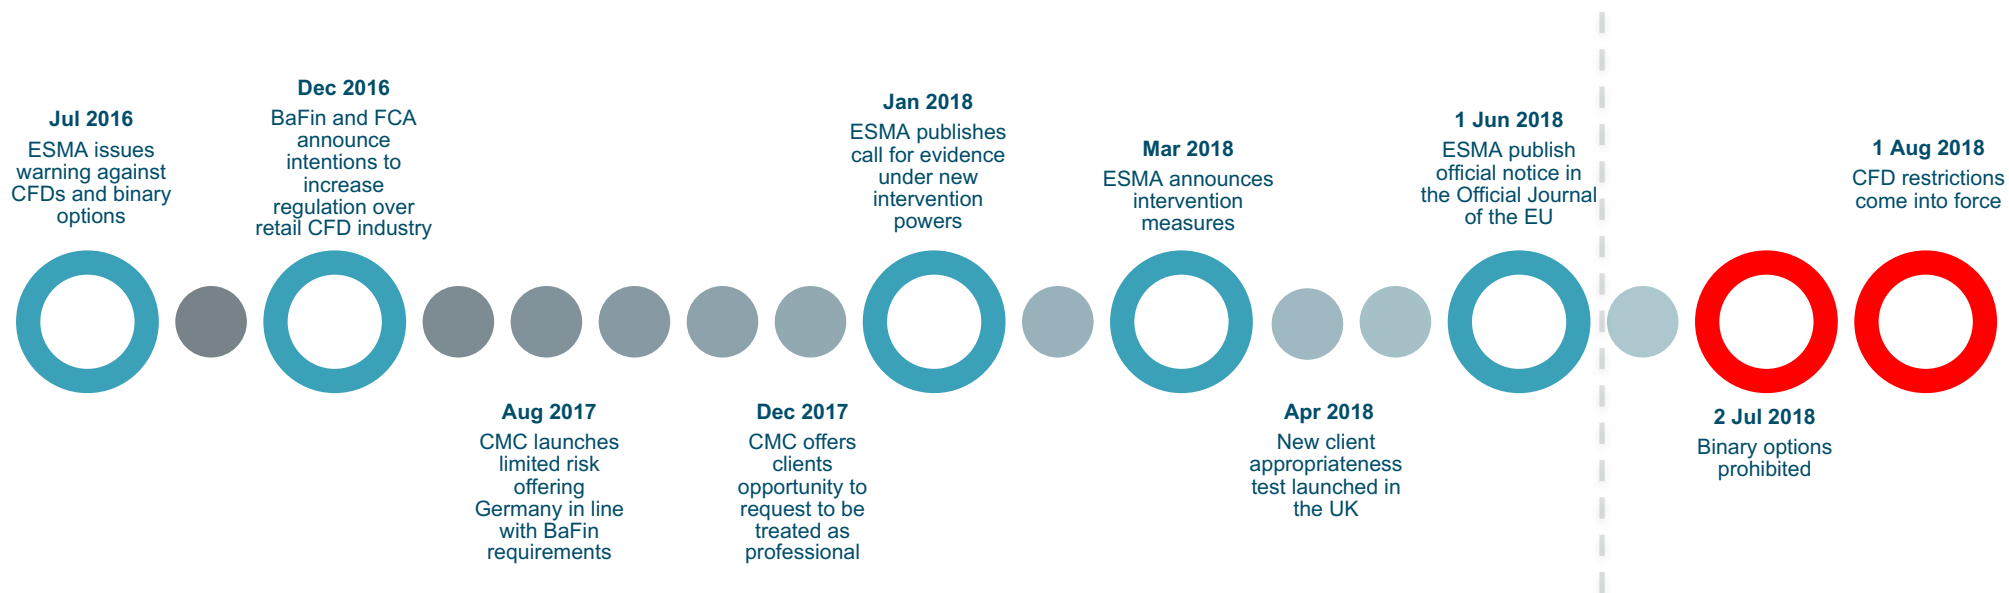 Jul 2016
ESMA issues
warning against
CFDs and binary
options
Dec 2016
BaFin and FCA
announce
intentions to
increase
regulation over
retail CFD industry
Aug 2017
CMC launches
limited risk
offering
Germany in line
with BaFin
requirements
Dec 2017
CMC offers
clients
opportunity to
request to be
treated as
professional
Jan 2018
ESMA publishes
call for evidence
under new
intervention
powers
Mar 2018
ESMA announces
intervention
measures
Apr 2018
New client
appropriateness
test launched in
the UK
1 Jun 2018
ESMA publish
official notice in
the Official Journal
of the EU
2 Jul 2018
Binary options
prohibited
1 Aug 2018
CFD restrictions
come into force